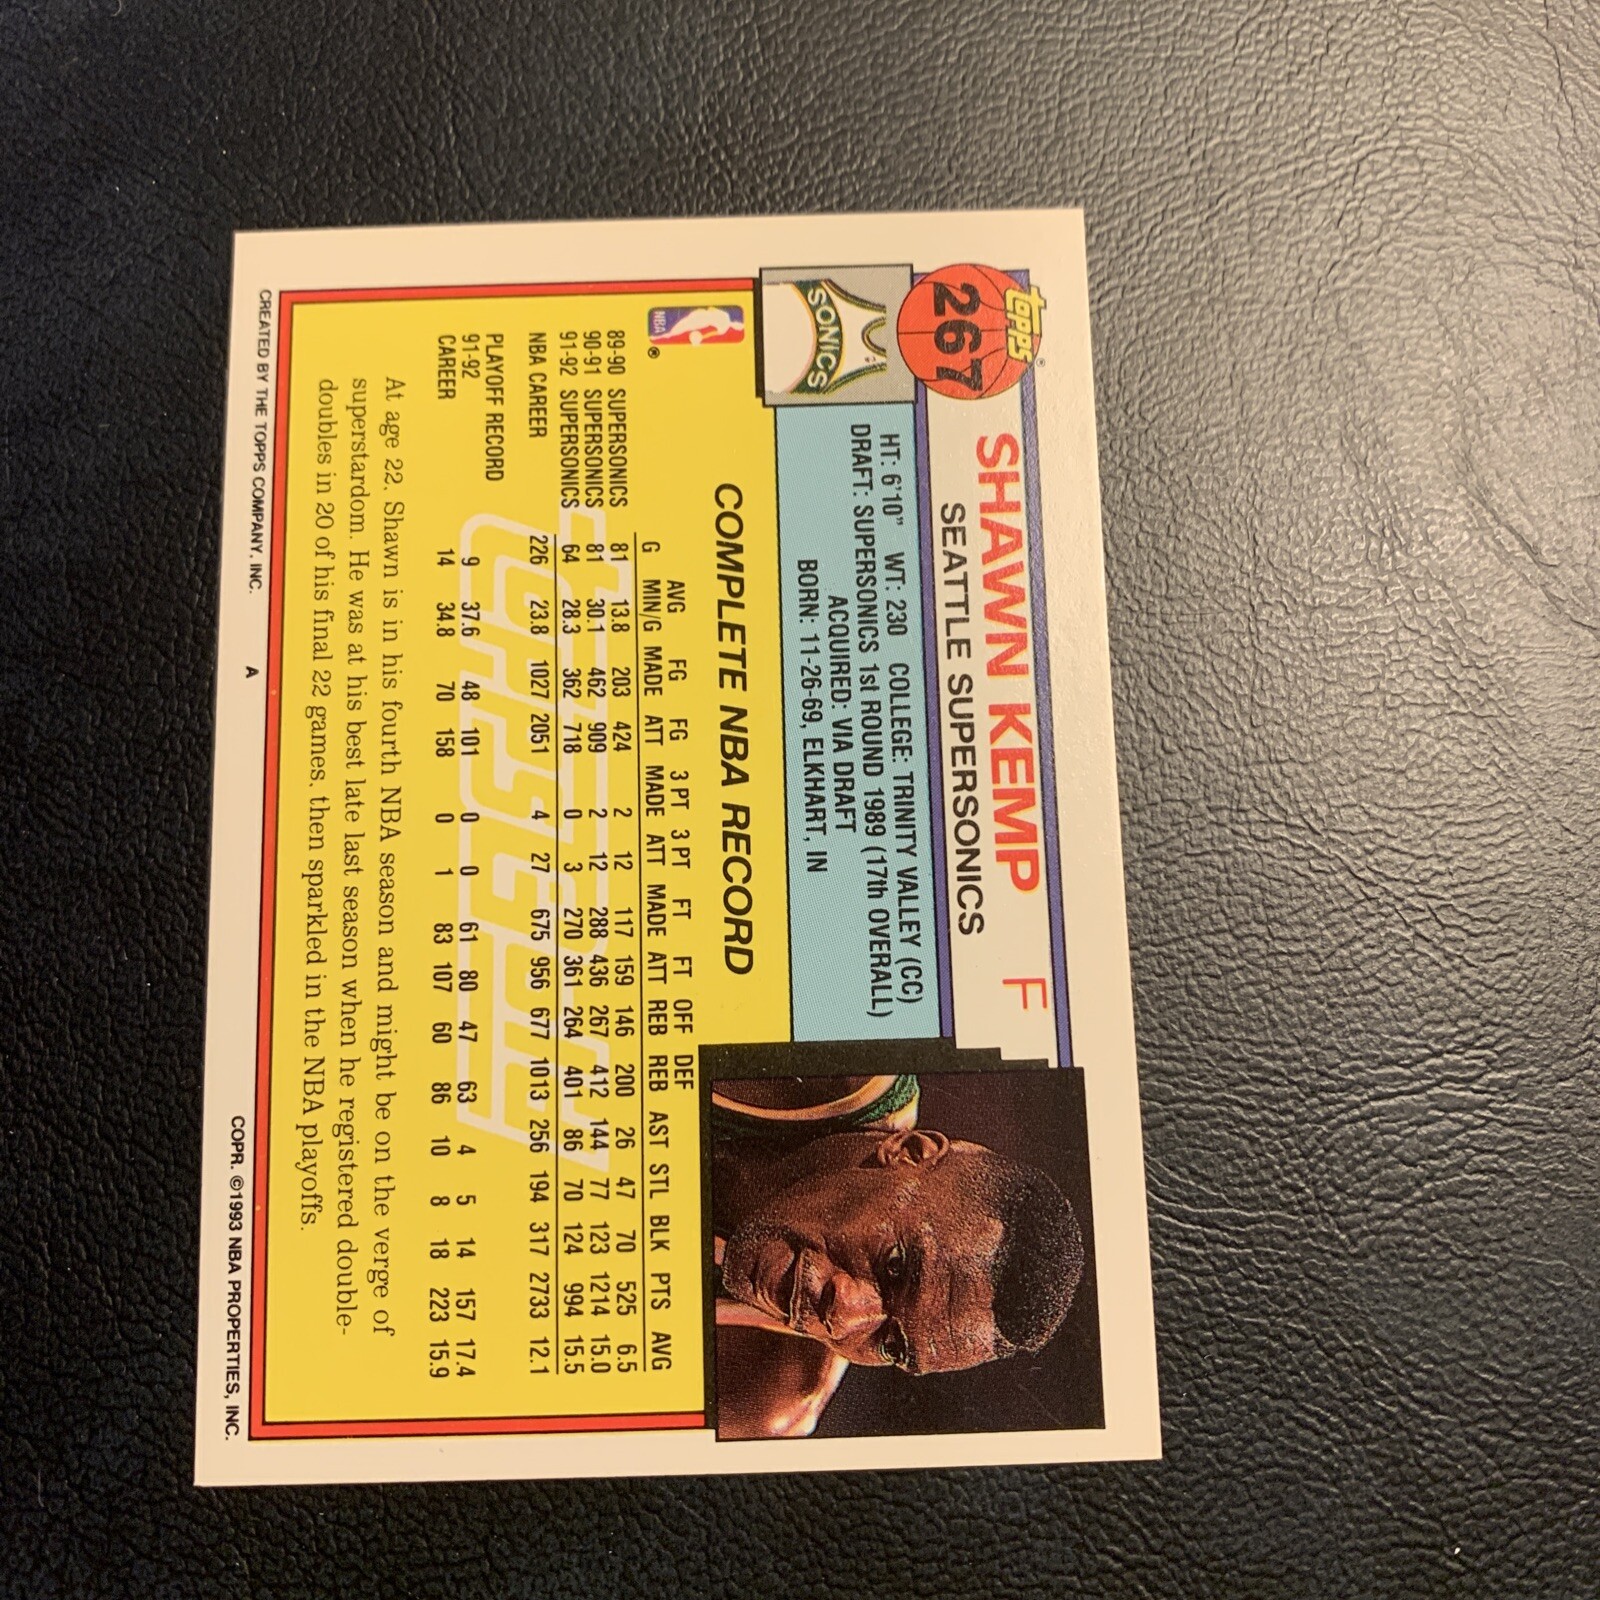 topps®
267
SHAWN KEMP F
SEATTLE SUPERSONICS
SONICS
HT: 6'10" WT: 230 COLLEGE: TRINITY VALLEY (CC)
DRAFT: SUPERSONICS 1st ROUND 1989 (17th OVERALL)
ACQUIRED: VIA DRAFT
BORN: 11-26-69, ELKHART, IN
NBA ®
COMPLETE NBA RECORD
AVG FG FG 3 PT 3 PT FT FT OFF DEF
G MIN/G MADE ATT MADE ATT MADE ATT REB REB AST STL BLK PTS AVG
89-90 SUPERSONICS 81 13.8 203 424 2 12 117 159 146 200 26 47 70 525 6.5
90-91 SUPERSONICS 81 30.1 462 909 2 12 288 436 267 412 144 77 123 1214 15.0
91-92 SUPERSONICS 64 28.3 362 718 0 3 270 361 264 401 86 70 124 994 15.5
NBA CAREER 226 23.8 1027 2051 4 27 675 956 677 1013 256 194 317 2733 12.1
PLAYOFF RECORD
91-92 9 37.6 48 101 0 0 61 80 47 63 4 5 14 157 17.4
CAREER 14 34.8 70 158 0 1 83 107 60 86 10 8 18 223 15.9
At age 22, Shawn is in his fourth NBA season and might be on the verge of
superstardom. He was at his best late last season when he registered double-
doubles in 20 of his final 22 games, then sparkled in the NBA playoffs.
CREATED BY THE TOPPS COMPANY, INC. A COPR. ©1993 NBA PROPERTIES, INC.